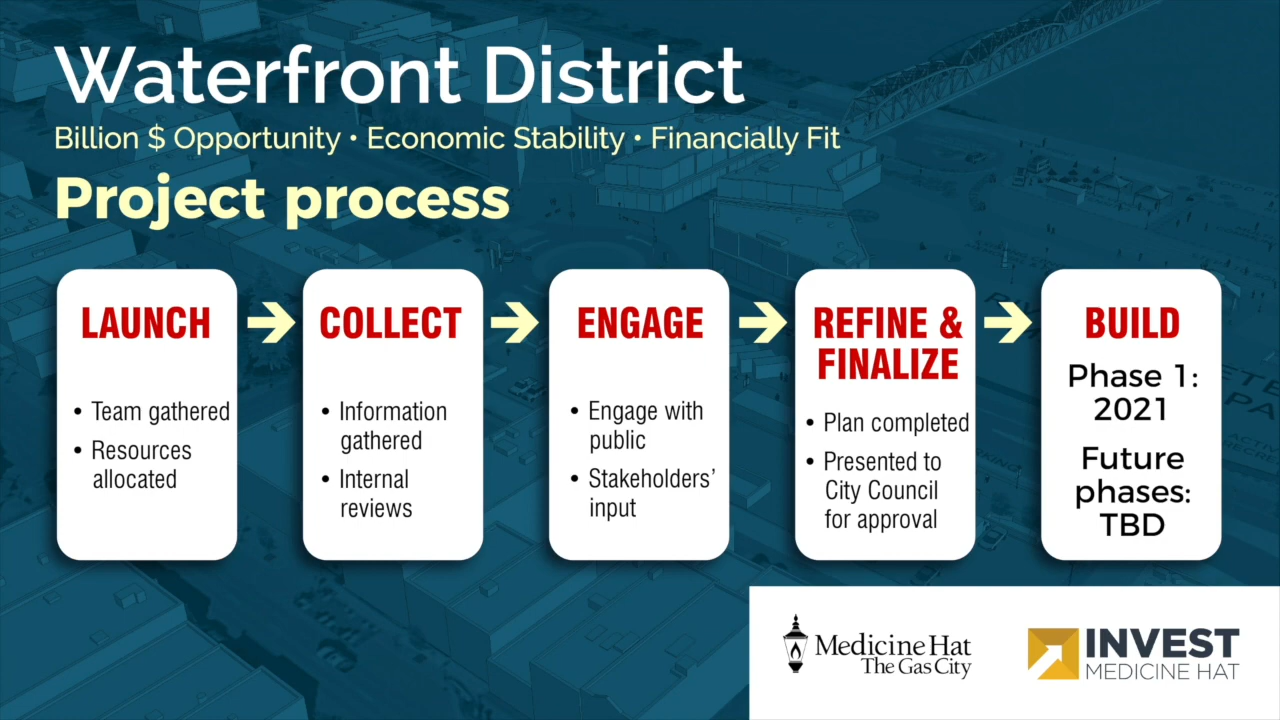 Waterfront District
Billion $ Opportunity • Economic Stability • Financially Fit
Project process
LAUNCH
• Team gathered
• Resources
allocated
COLLECT
• Information
gathered
• Internal
reviews
ENGAGE
• Engage with
public
• Stakeholders’
input
REFINE &
FINALIZE
• Plan completed
• Presented to
City Council
for approval
BUILD
Phase 1:
2021
Future
phases:
TBD
Medicine Hat
The Gas City
INVEST
MEDICINE HAT